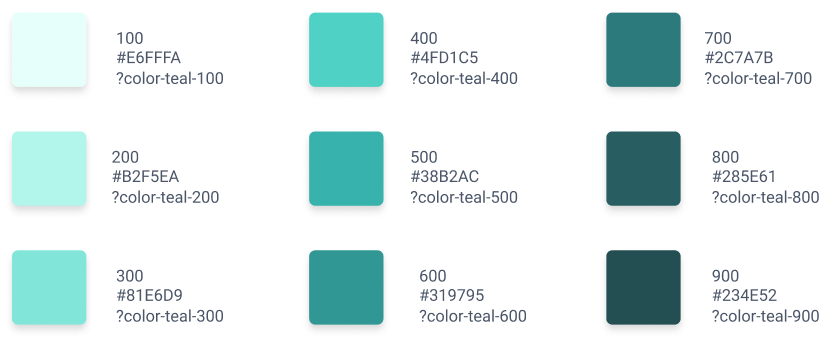 100
#E6FFFA
?color-teal-100
200
#B2F5EA
?color-teal-200
300
#81E6D9
?color-teal-300
400
#4FD1C5
?color-teal-400
500
#38B2AC
?color-teal-500
600
#319795
?color-teal-600
700
#2C7A7B
?color-teal-700
800
#285E61
?color-teal-800
900
#234E52
?color-teal-900